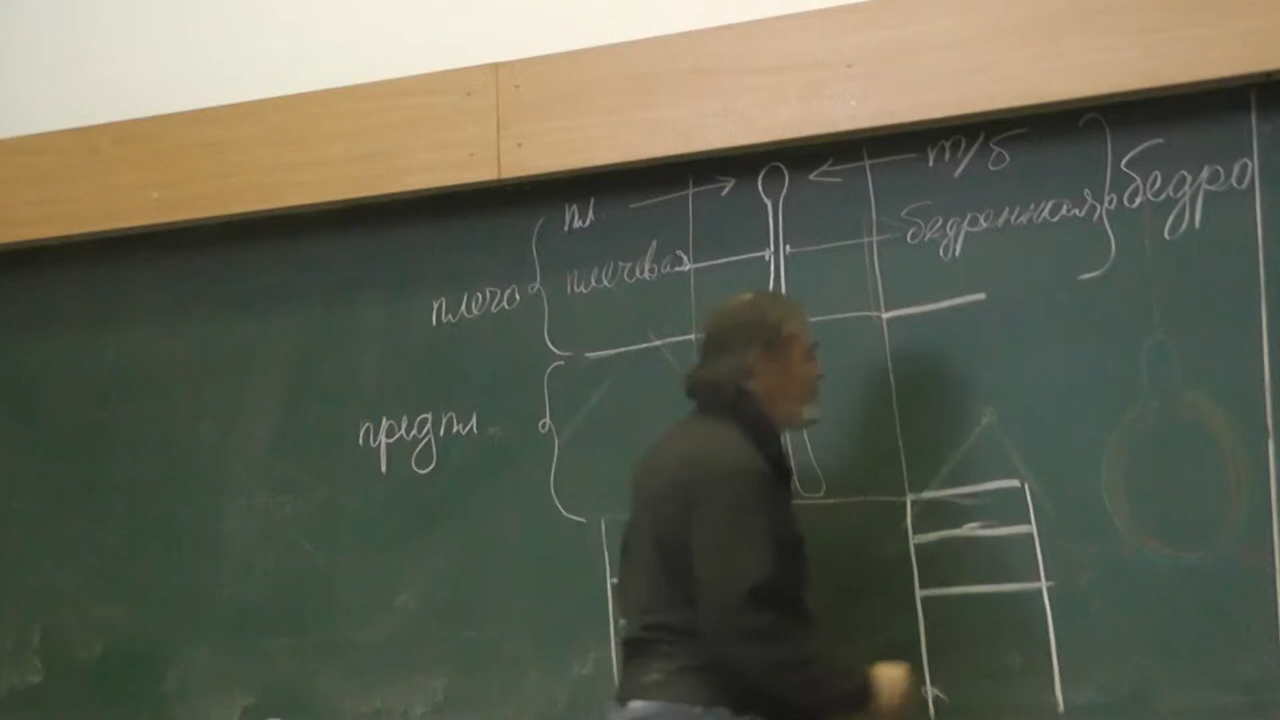 пл.
т/б
плечевая
бедренная
бедро
плечо
предпл.